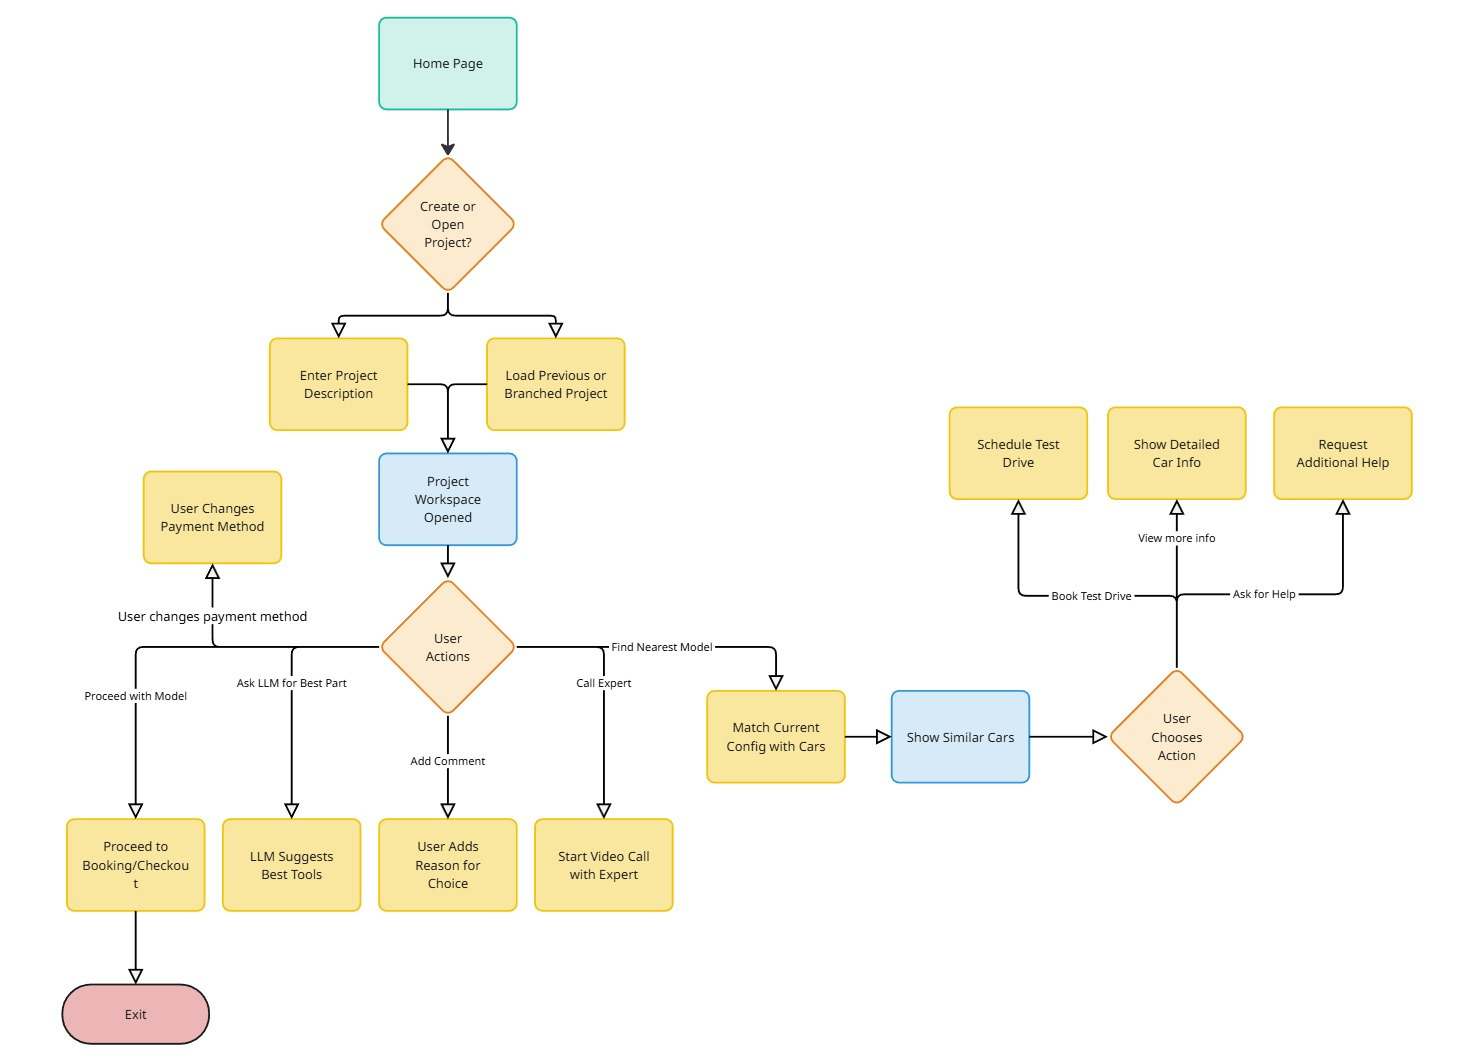 Home Page
Create or
Open
Project?
Enter Project
Description
Load Previous or
Branched Project
Project
Workspace
Opened
User Changes
Payment Method
User changes payment method
User
Actions
Proceed with Model
Ask LLM for Best Part
Add Comment
Call Expert
Find Nearest Model
Proceed to
Booking/Checkou
t
LLM Suggests
Best Tools
User Adds
Reason for
Choice
Start Video Call
with Expert
Exit
Match Current
Config with Cars
Show Similar Cars
User
Chooses
Action
Book Test Drive
View more info
Ask for Help
Schedule Test
Drive
Show Detailed
Car Info
Request
Additional Help